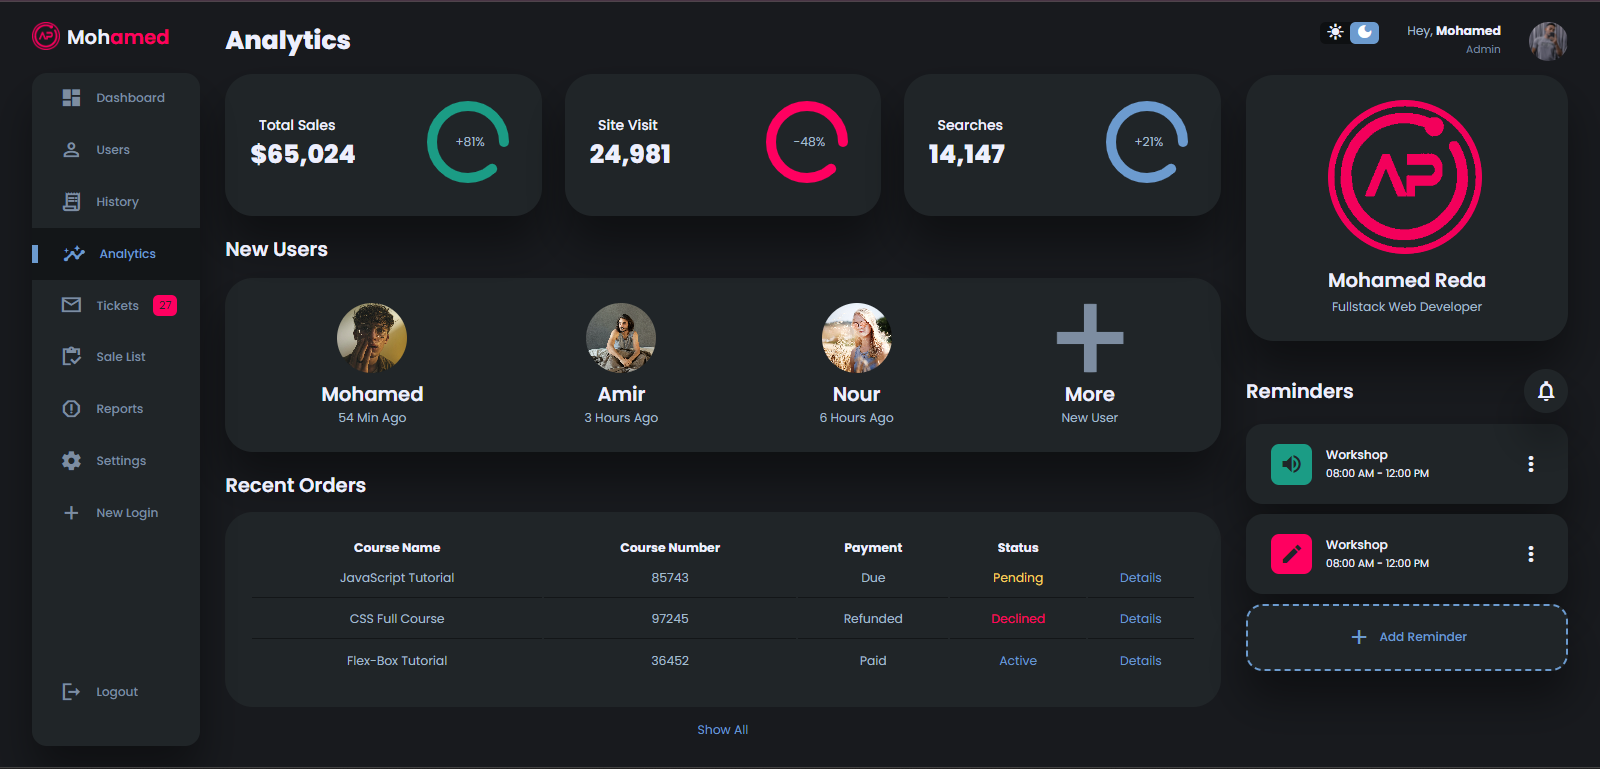 AP Mohamed
Dashboard
Users
History
Analytics
Tickets 27
Sale List
Reports
Settings
New Login
Logout
Analytics
Total Sales
$65,024
+81%
Site Visit
24,981
-48%
Searches
14,147
+21%
New Users
Mohamed
54 Min Ago
Amir
3 Hours Ago
Nour
6 Hours Ago
More
New User
Recent Orders
Course Name Course Number Payment Status
JavaScript Tutorial 85743 Due Pending Details
CSS Full Course 97245 Refunded Declined Details
Flex-Box Tutorial 36452 Paid Active Details
Show All
Hey, Mohamed
Admin
AP
Mohamed Reda
Fullstack Web Developer
Reminders
Workshop
08:00 AM - 12:00 PM
Workshop
08:00 AM - 12:00 PM
Add Reminder